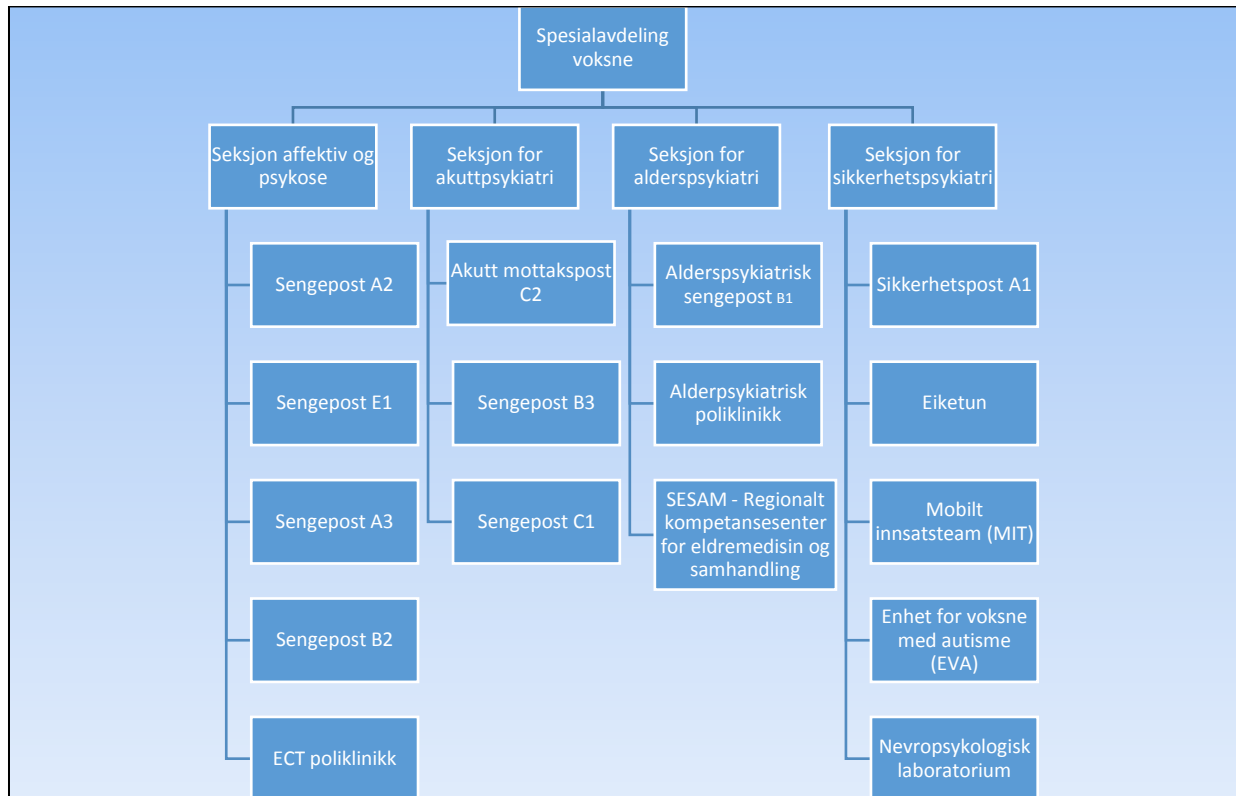 Spesialavdeling
voksne
Seksjon affektiv og
psykose
Sengepost A2
Sengepost E1
Sengepost A3
Sengepost B2
ECT poliklinikk
Seksjon for
akuttpsykiatri
Akutt mottakspost
C2
Sengepost B3
Sengepost C1
Seksjon for
alderspsykiatri
Alderspsykiatrisk
sengepost B1
Alderpsykiatrisk
poliklinikk
SESAM - Regionalt
kompetansesenter
for eldremedisin og
samhandling
Seksjon for
sikkerhetspsykiatri
Sikkerhetspost A1
Eiketun
Mobilt
innsatsteam (MIT)
Enhet for voksne
med autisme
(EVA)
Nevropsykologisk
laboratorium